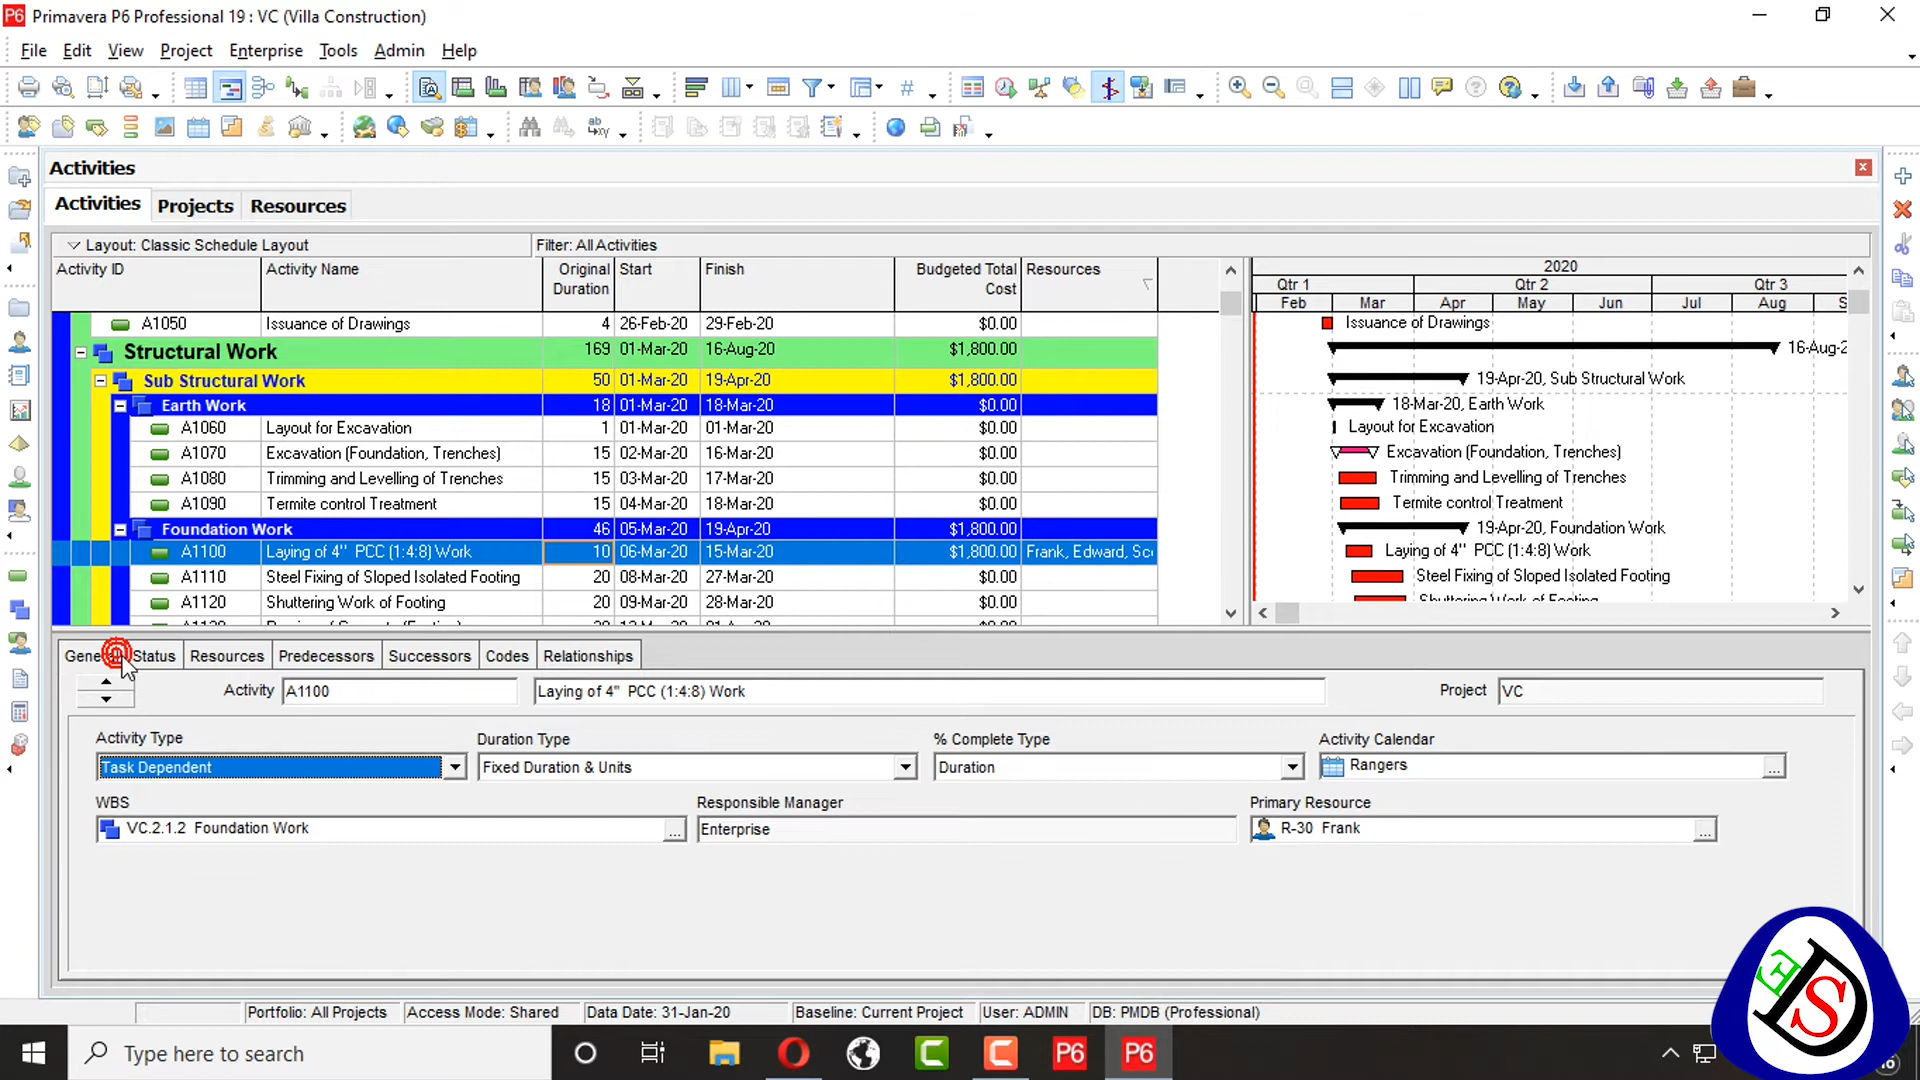 P6 Primavera P6 Professional 19 : VC (Villa Construction)
File Edit View Project Enterprise Tools Admin Help
Activities
Activities Projects Resources
Layout: Classic Schedule Layout Filter: All Activities
Activity ID Activity Name Original Duration Start Finish Budgeted Total Cost Resources
2020
Qtr 1 Qtr 2 Qtr 3
Feb Mar Apr May Jun Jul Aug S
A1050 Issuance of Drawings 4 26-Feb-20 29-Feb-20 $0.00 Issuance of Drawings
Structural Work 169 01-Mar-20 16-Aug-20 $1,800.00 16-Aug-2
Sub Structural Work 50 01-Mar-20 19-Apr-20 $1,800.00 19-Apr-20, Sub Structural Work
Earth Work 18 01-Mar-20 18-Mar-20 $0.00 18-Mar-20, Earth Work
A1060 Layout for Excavation 1 01-Mar-20 01-Mar-20 $0.00 Layout for Excavation
A1070 Excavation (Foundation, Trenches) 15 02-Mar-20 16-Mar-20 $0.00 Excavation (Foundation, Trenches)
A1080 Trimming and Levelling of Trenches 15 03-Mar-20 17-Mar-20 $0.00 Trimming and Levelling of Trenches
A1090 Termite control Treatment 15 04-Mar-20 18-Mar-20 $0.00 Termite control Treatment
Foundation Work 46 05-Mar-20 19-Apr-20 $1,800.00 19-Apr-20, Foundation Work
A1100 Laying of 4'' PCC (1:4:8) Work 10 06-Mar-20 15-Mar-20 $1,800.00 Frank, Edward, Sc Laying of 4'' PCC (1:4:8) Work
A1110 Steel Fixing of Sloped Isolated Footing 20 08-Mar-20 27-Mar-20 $0.00 Steel Fixing of Sloped Isolated Footing
A1120 Shuttering Work of Footing 20 09-Mar-20 28-Mar-20 $0.00 Shuttering Work of Footing
General Status Resources Predecessors Successors Codes Relationships
Activity A1100 Laying of 4'' PCC (1:4:8) Work Project VC
Activity Type Duration Type % Complete Type Activity Calendar
Task Dependent Fixed Duration & Units Duration Rangers ...
WBS Responsible Manager Primary Resource
VC.2.1.2 Foundation Work ... Enterprise R-30 Frank ...
Portfolio: All Projects Access Mode: Shared Data Date: 31-Jan-20 Baseline: Current Project User: ADMIN DB: PMDB (Professional)
Type here to search P6 P6